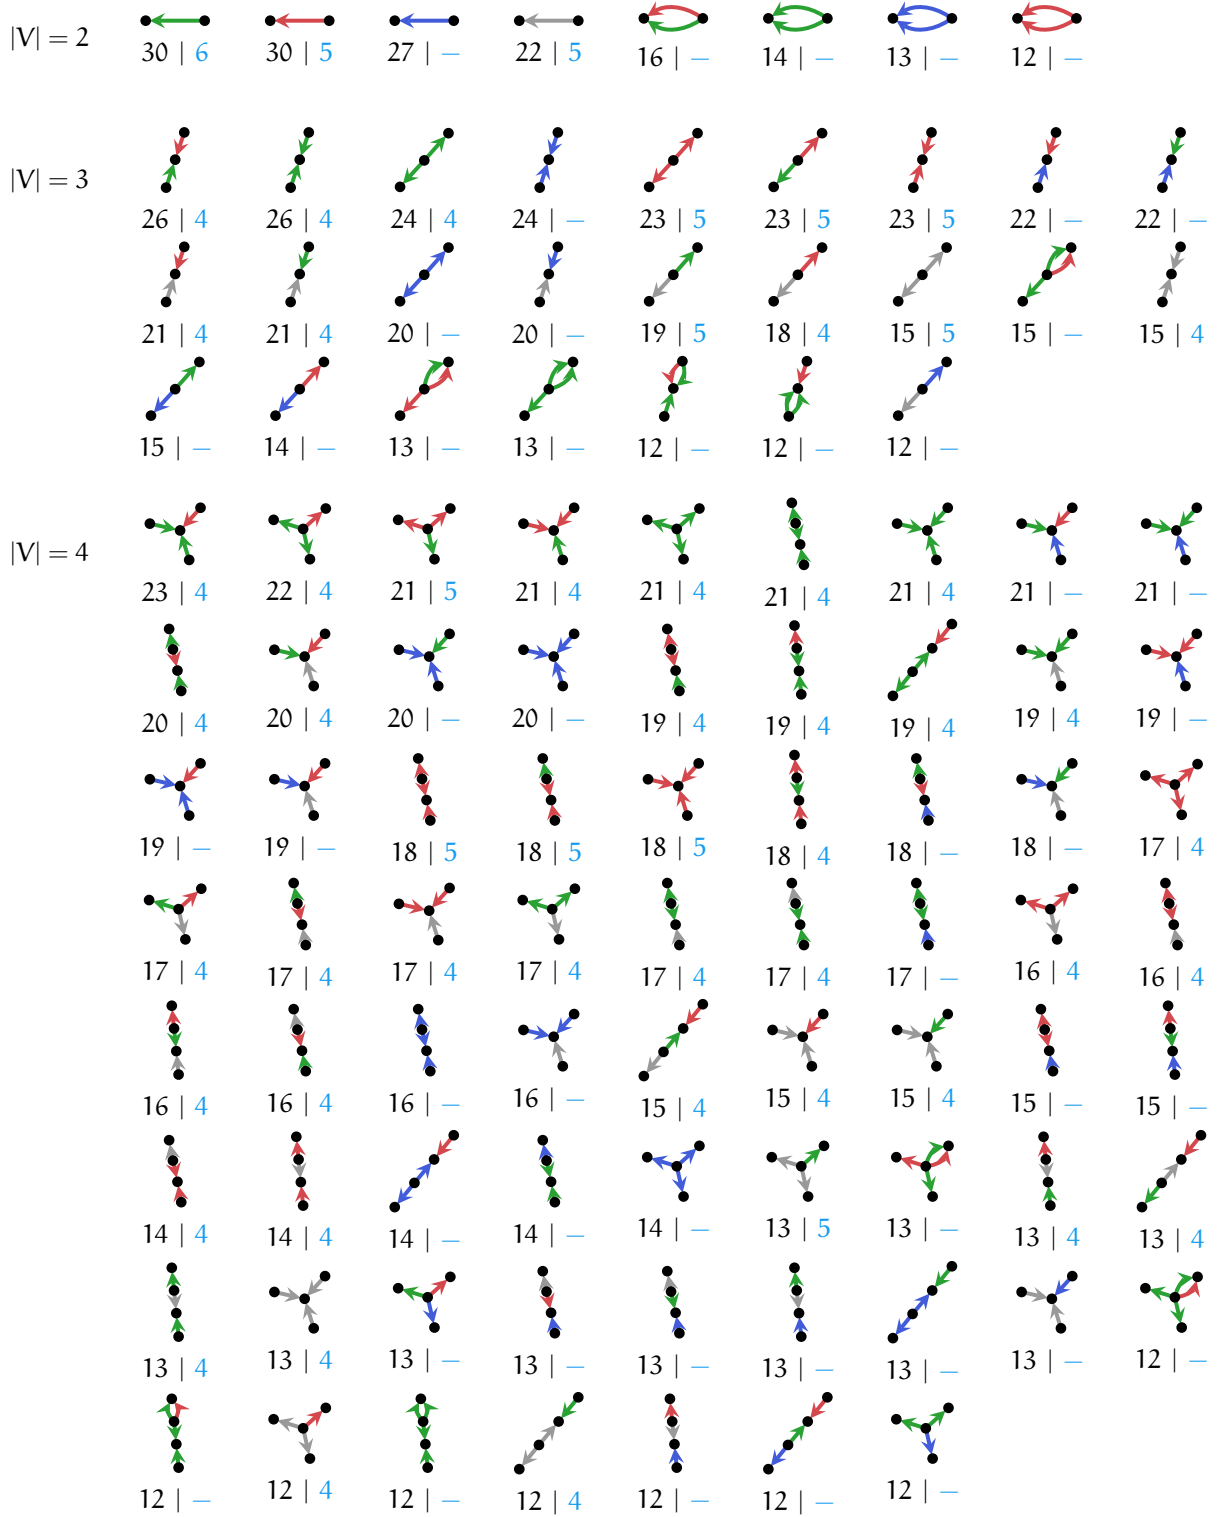 |V| = 2
30 | 6 30 | 5 27 | – 22 | 5 16 | – 14 | – 13 | – 12 | –
|V| = 3
26 | 4 26 | 4 24 | 4 24 | – 23 | 5 23 | 5 23 | 5 22 | – 22 | –
21 | 4 21 | 4 20 | – 20 | – 19 | 5 18 | 4 15 | 5 15 | – 15 | 4
15 | – 14 | – 13 | – 13 | – 12 | – 12 | – 12 | –
|V| = 4
23 | 4 22 | 4 21 | 5 21 | 4 21 | 4 21 | 4 21 | 4 21 | – 21 | –
20 | 4 20 | 4 20 | – 20 | – 19 | 4 19 | 4 19 | 4 19 | 4 19 | –
19 | – 19 | – 18 | 5 18 | 5 18 | 5 18 | 4 18 | – 18 | – 17 | 4
17 | 4 17 | 4 17 | 4 17 | 4 17 | 4 17 | 4 17 | – 16 | 4 16 | 4
16 | 4 16 | 4 16 | – 16 | – 15 | 4 15 | 4 15 | 4 15 | – 15 | –
14 | 4 14 | 4 14 | – 14 | – 14 | – 13 | 5 13 | – 13 | 4 13 | 4
13 | 4 13 | 4 13 | – 13 | – 13 | – 13 | – 13 | – 13 | – 12 | –
12 | – 12 | 4 12 | – 12 | 4 12 | – 12 | – 12 | –